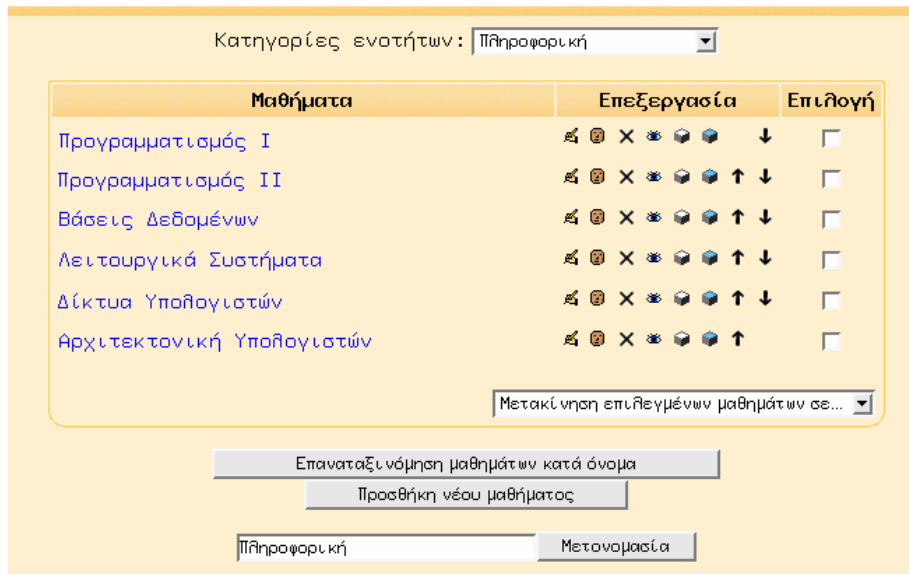 Κατηγορίες ενοτήτων: Πληροφορική
Μαθήματα Επεξεργασία Επιλογή
Προγραμματισμός Ι
Προγραμματισμός ΙΙ
Βάσεις Δεδομένων
Λειτουργικά Συστήματα
Δίκτυα Υπολογιστών
Αρχιτεκτονική Υπολογιστών
Μετακίνηση επιλεγμένων μαθημάτων σε...
Επαναταξινόμηση μαθημάτων κατά όνομα
Προσθήκη νέου μαθήματος
Πληροφορική Μετονομασία